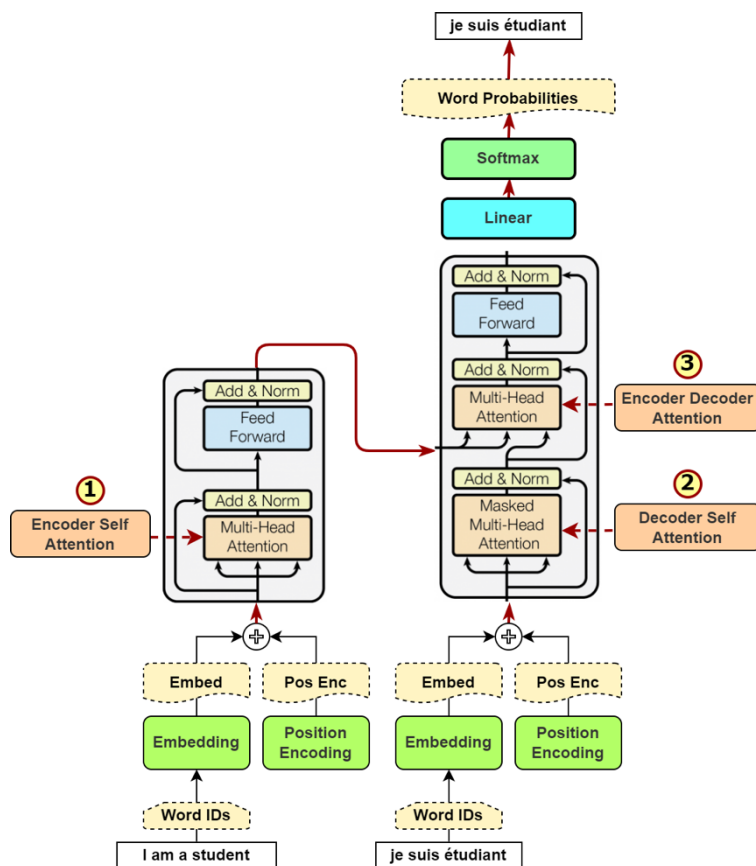 je suis étudiant
Word Probabilities
Softmax
Linear
Add & Norm
Feed
Forward
Add & Norm
Multi-Head
Attention
3
Encoder Decoder
Attention
Add & Norm
Masked
Multi-Head
Attention
2
Decoder Self
Attention
Add & Norm
Feed
Forward
1
Encoder Self
Attention
Add & Norm
Multi-Head
Attention
Embed
Pos Enc
Embedding
Position
Encoding
Word IDs
I am a student
Embed
Pos Enc
Embedding
Position
Encoding
Word IDs
je suis étudiant